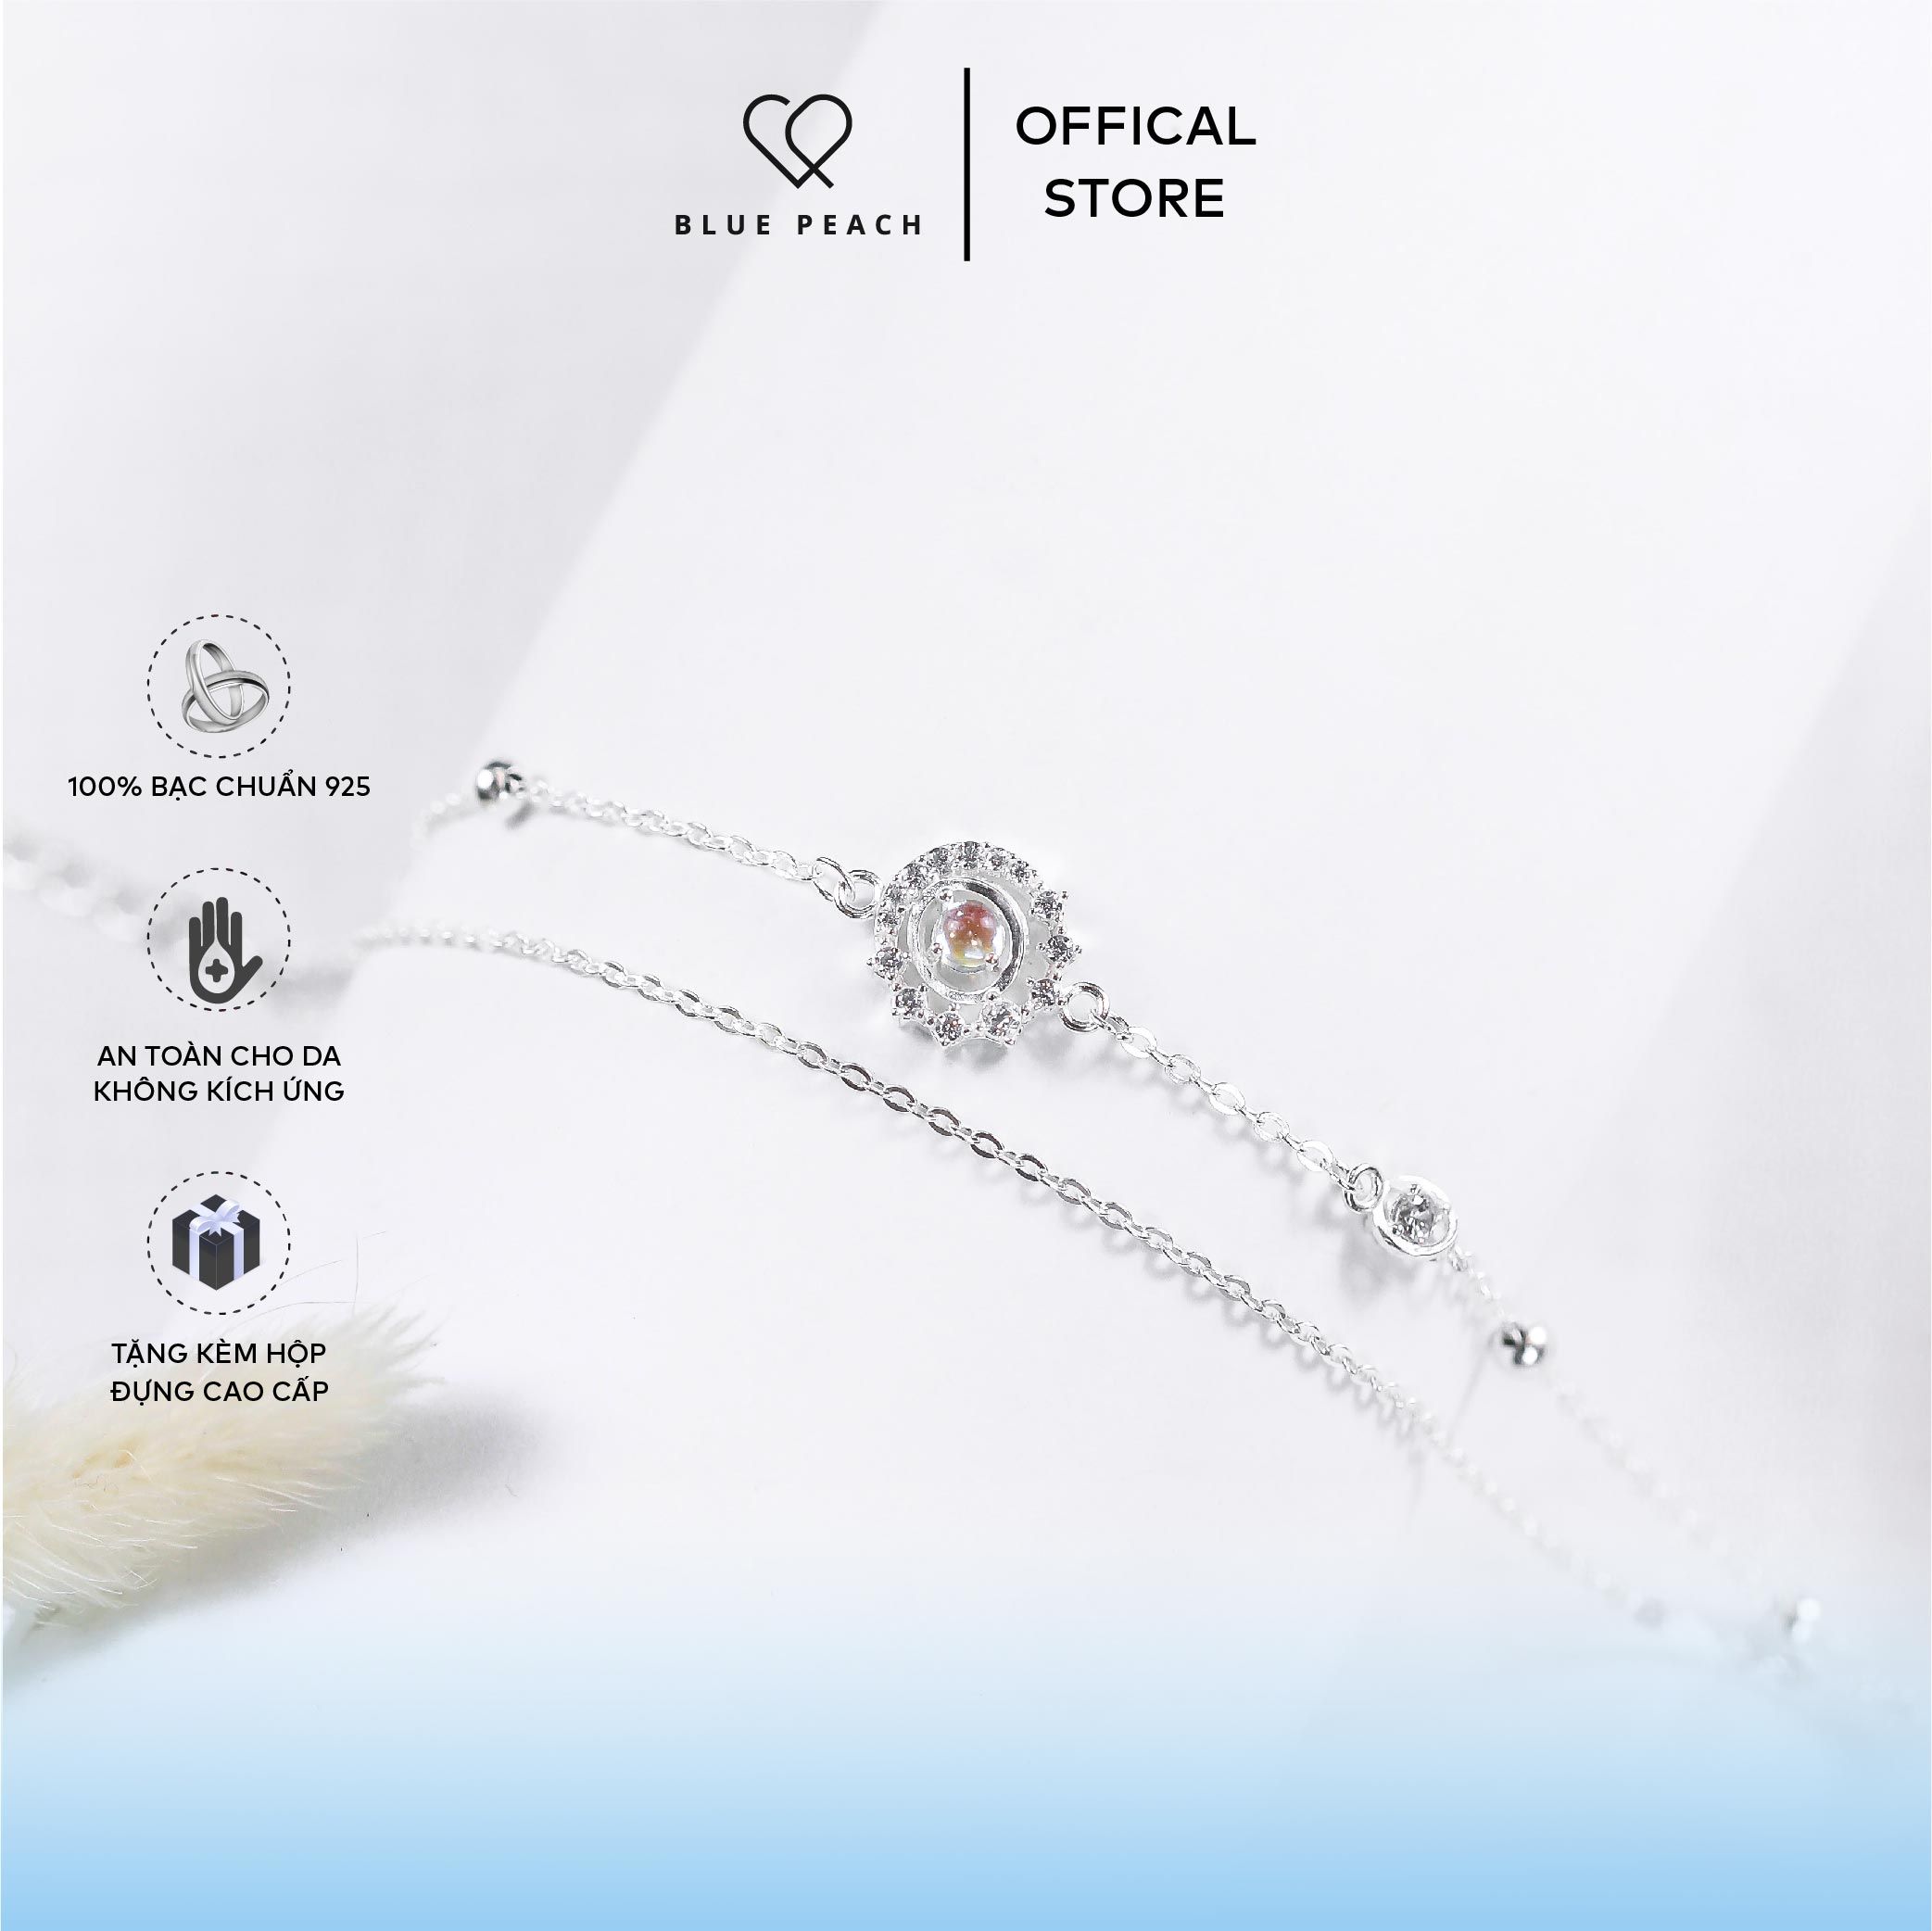 BLUE PEACH
OFFICAL
STORE
100% BẠC CHUẨN 925
AN TOÀN CHO DA
KHÔNG KÍCH ỨNG
TẶNG KÈM HỘP
ĐỰNG CAO CẤP